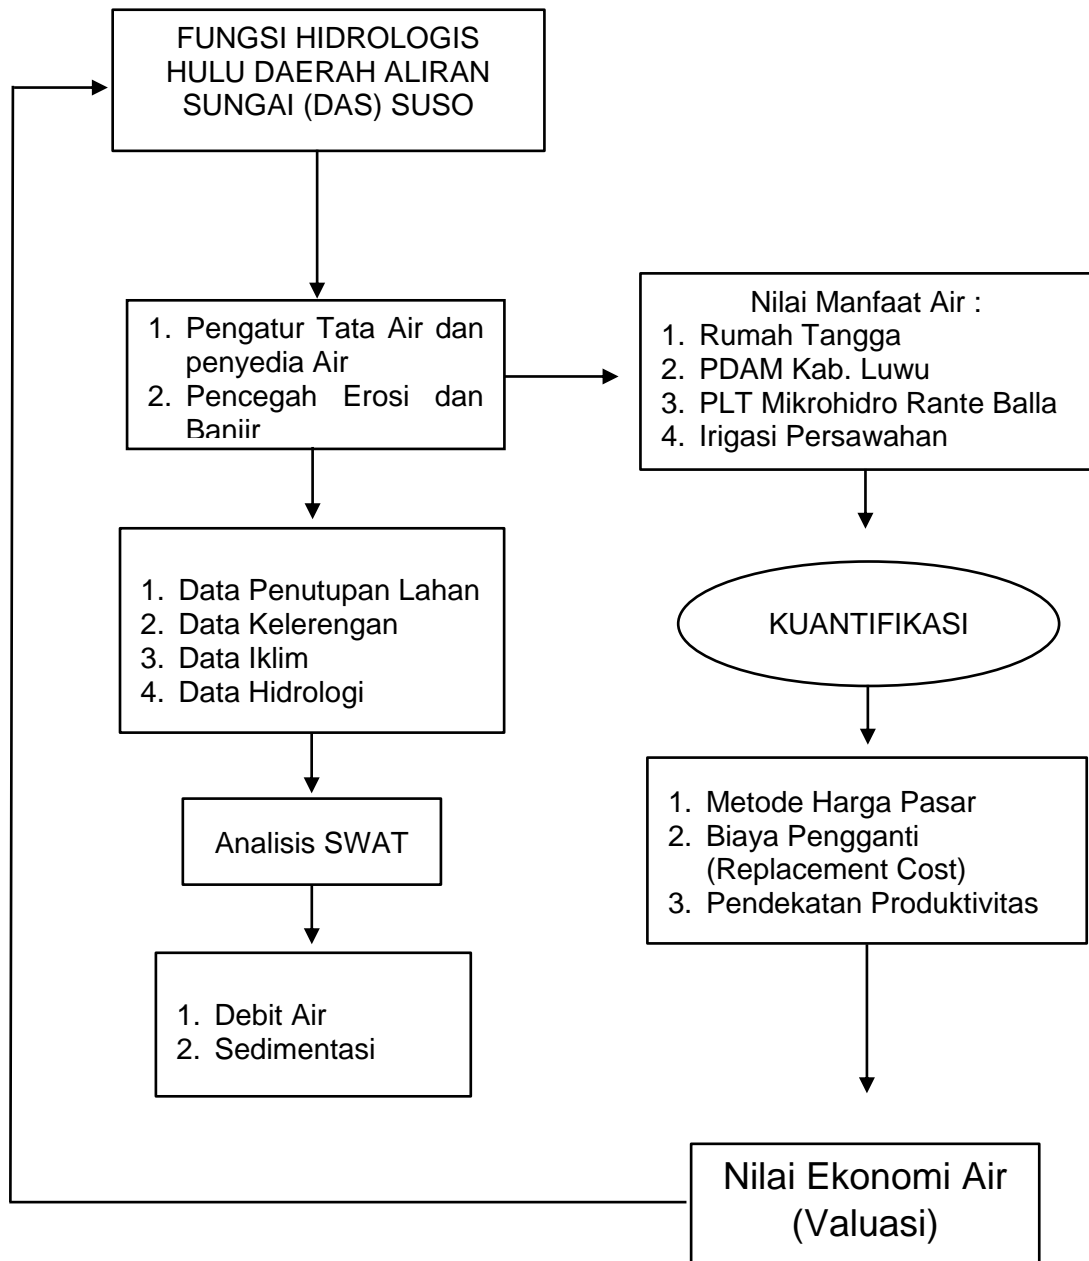 FUNGSI HIDROLOGIS
HULU DAERAH ALIRAN
SUNGAI (DAS) SUSO
1. Pengatur Tata Air dan
penyedia Air
2. Pencegah Erosi dan
Banjir
Nilai Manfaat Air :
1. Rumah Tangga
2. PDAM Kab. Luwu
3. PLT Mikrohidro Rante Balla
4. Irigasi Persawahan
1. Data Penutupan Lahan
2. Data Kelerengan
3. Data Iklim
4. Data Hidrologi
KUANTIFIKASI
Analisis SWAT
1. Metode Harga Pasar
2. Biaya Pengganti
(Replacement Cost)
3. Pendekatan Produktivitas
1. Debit Air
2. Sedimentasi
Nilai Ekonomi Air
(Valuasi)